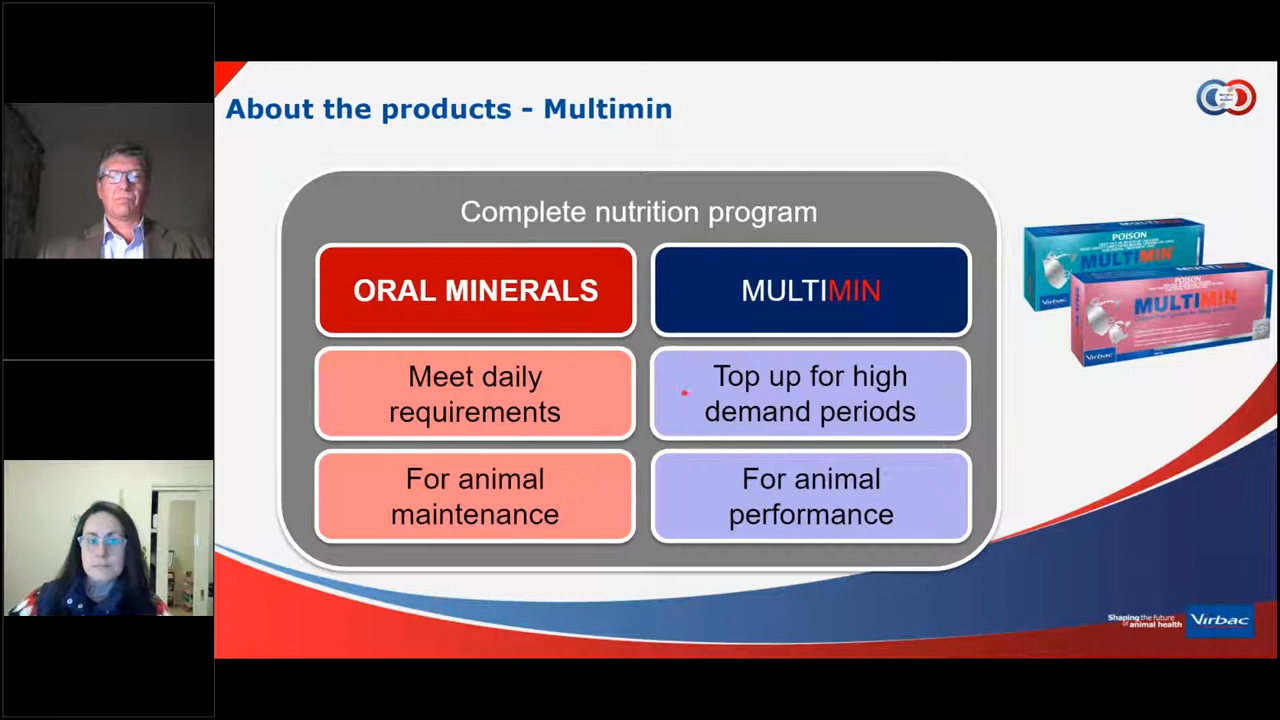 About the products - Multimin
Complete nutrition program
ORAL MINERALS
MULTIMIN
Meet daily
requirements
Top up for high
demand periods
For animal
maintenance
For animal
performance
POISON
MULTIMIN
Virbac
POISON
MULTIMIN
Virbac
Shaping the future
of animal health
Virbac